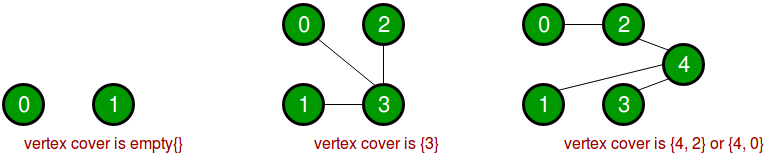 0 2
0 2
4
0 1
1 3
1 3
vertex cover is empty{}
vertex cover is {3}
vertex cover is {4, 2} or {4, 0}